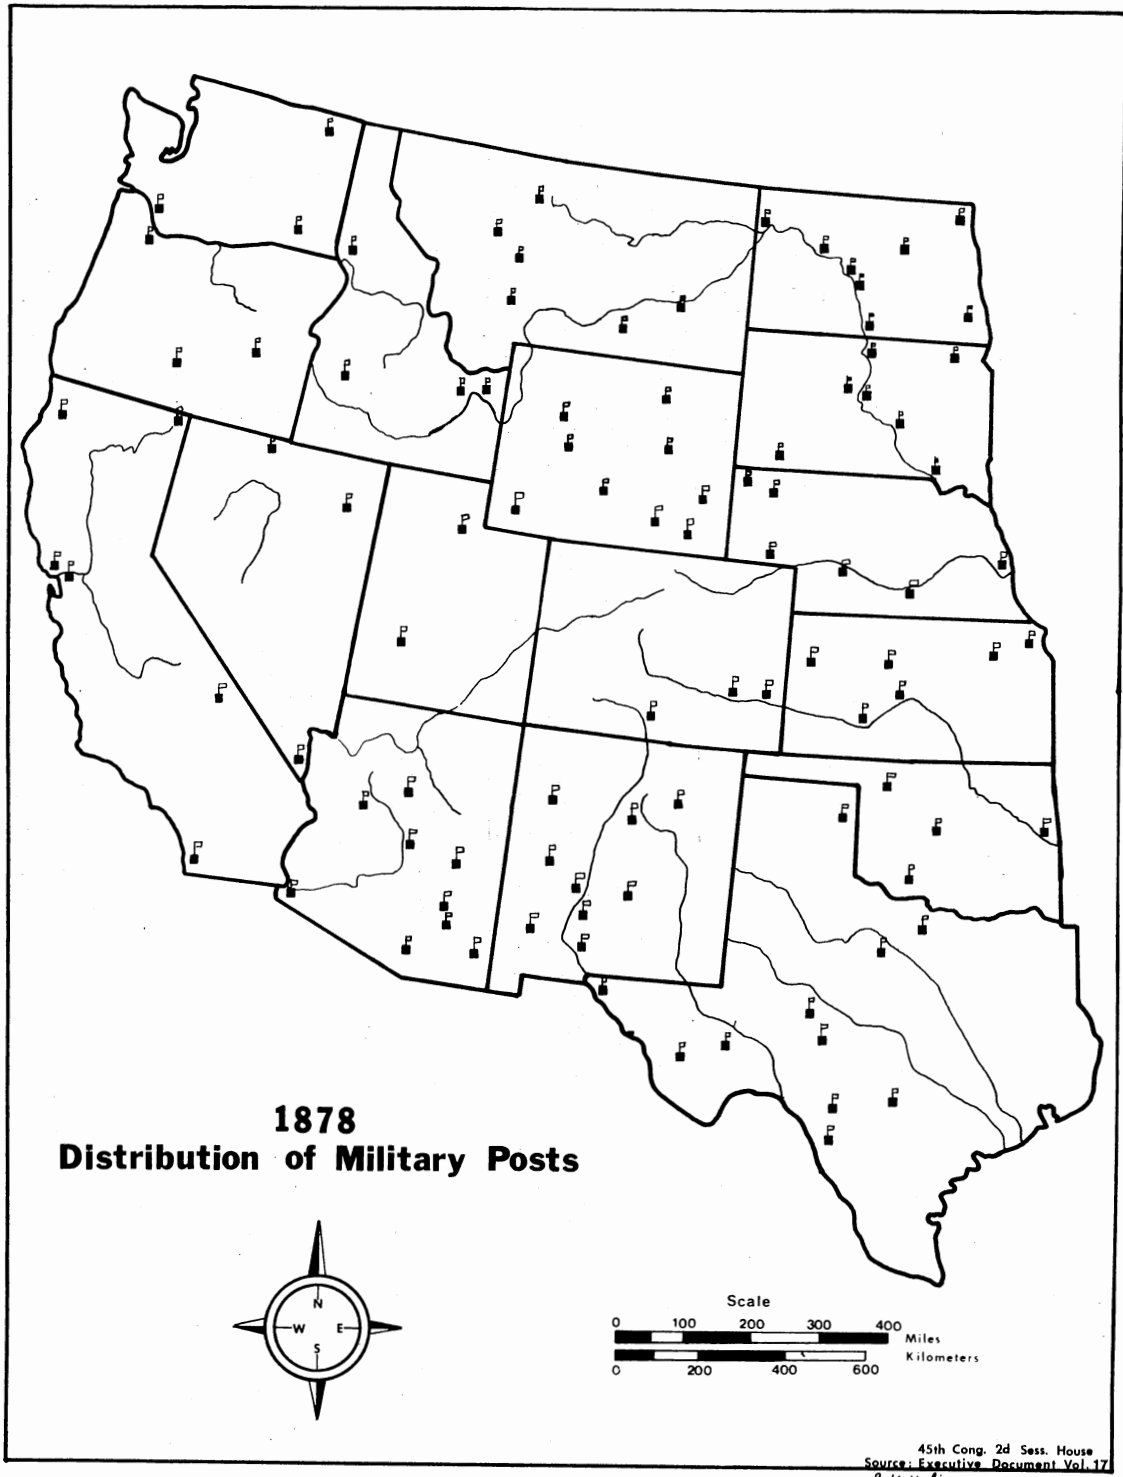 1878
Distribution of Military Posts
N
W E
S
Scale
0 100 200 300 400
Miles
Kilometers
0 200 400 600
45th Cong. 2d Sess. House
Source: Executive Document Vol. 17